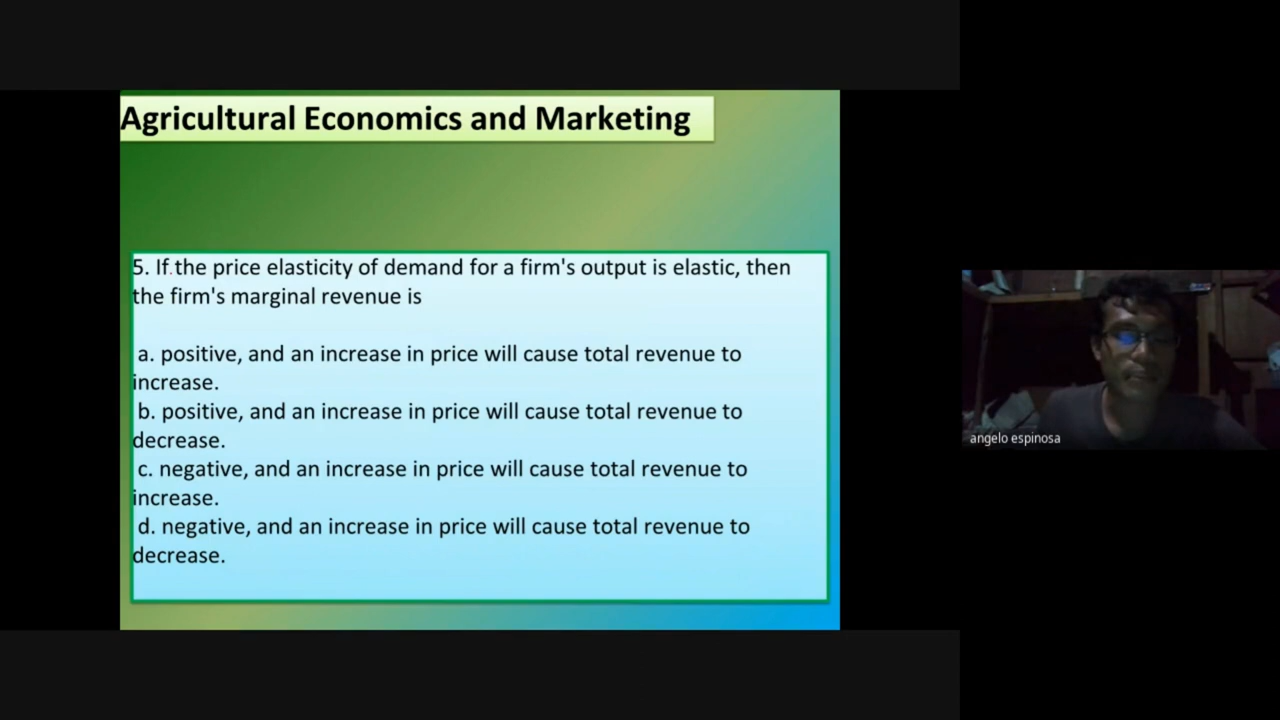 Agricultural Economics and Marketing
5. If.the price elasticity of demand for a firm's output is elastic, then
the firm's marginal revenue is
a. positive, and an increase in price will cause total revenue to
increase.
b. positive, and an increase in price will cause total revenue to
decrease.
c. negative, and an increase in price will cause total revenue to
increase.
d. negative, and an increase in price will cause total revenue to
decrease.
angelo espinosa